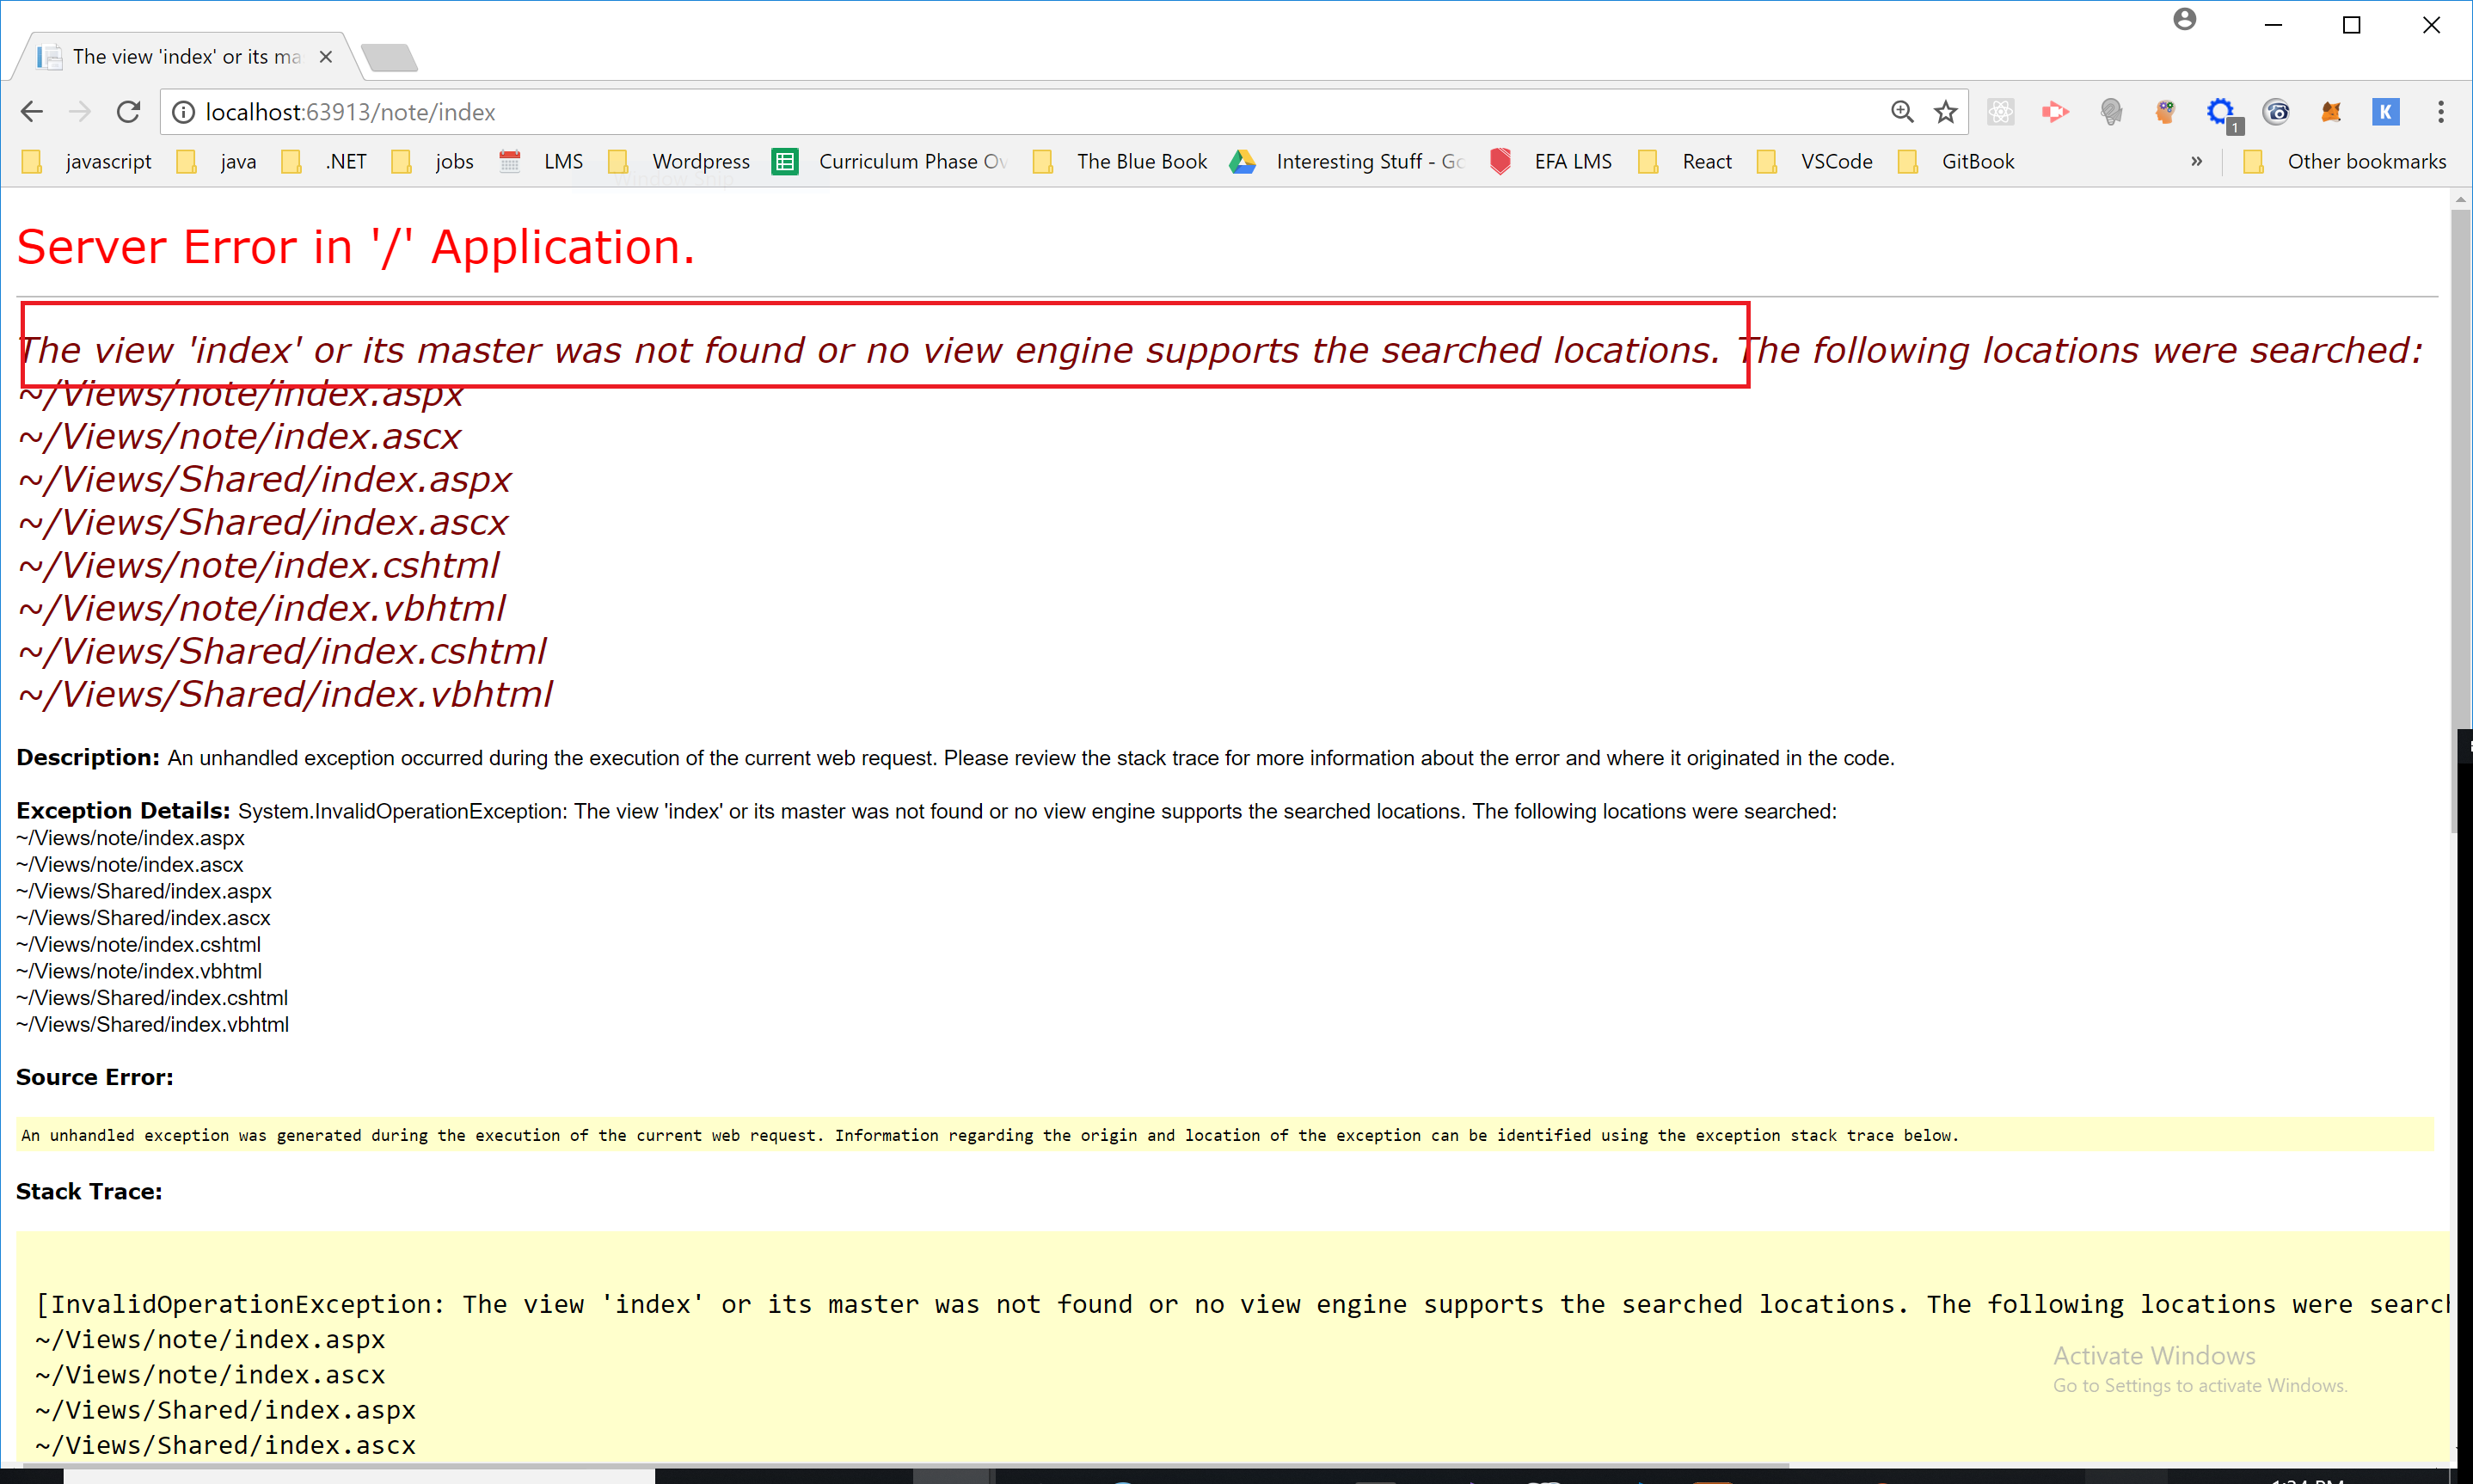 The view 'index' or its ma
localhost:63913/note/index
1
K
javascript java .NET jobs LMS Wordpress Curriculum Phase Ov The Blue Book Interesting Stuff - Go EFA LMS React VSCode GitBook » Other bookmarks
Window Snip
Server Error in '/' Application.
The view 'index' or its master was not found or no view engine supports the searched locations. The following locations were searched:
~/Views/note/index.aspx
~/Views/note/index.ascx
~/Views/Shared/index.aspx
~/Views/Shared/index.ascx
~/Views/note/index.cshtml
~/Views/note/index.vbhtml
~/Views/Shared/index.cshtml
~/Views/Shared/index.vbhtml
Description: An unhandled exception occurred during the execution of the current web request. Please review the stack trace for more information about the error and where it originated in the code.
Exception Details: System.InvalidOperationException: The view 'index' or its master was not found or no view engine supports the searched locations. The following locations were searched:
~/Views/note/index.aspx
~/Views/note/index.ascx
~/Views/Shared/index.aspx
~/Views/Shared/index.ascx
~/Views/note/index.cshtml
~/Views/note/index.vbhtml
~/Views/Shared/index.cshtml
~/Views/Shared/index.vbhtml
Source Error:
An unhandled exception was generated during the execution of the current web request. Information regarding the origin and location of the exception can be identified using the exception stack trace below.
Stack Trace:
[InvalidOperationException: The view 'index' or its master was not found or no view engine supports the searched locations. The following locations were search
~/Views/note/index.aspx
~/Views/note/index.ascx
~/Views/Shared/index.aspx
~/Views/Shared/index.ascx
Activate Windows
Go to Settings to activate Windows.